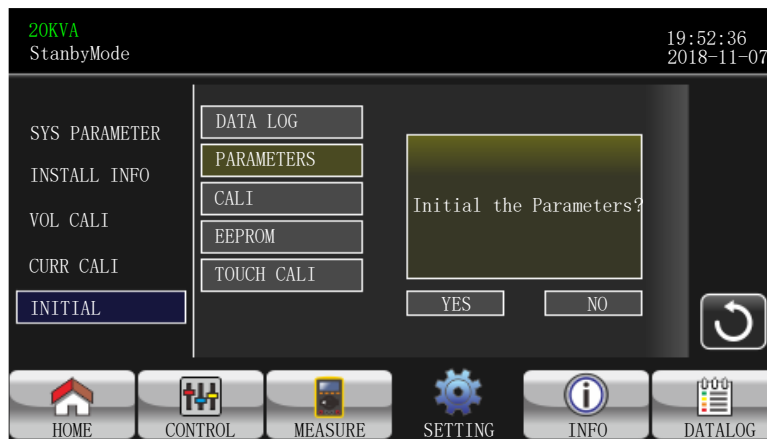 20KVA
StanbyMode
19:52:36
2018-11-07
SYS PARAMETER
INSTALL INFO
VOL CALI
CURR CALI
INITIAL
DATA LOG
PARAMETERS
CALI
EEPROM
TOUCH CALI
Initial the Parameters?
YES
NO
HOME
CONTROL
MEASURE
SETTING
INFO
DATALOG